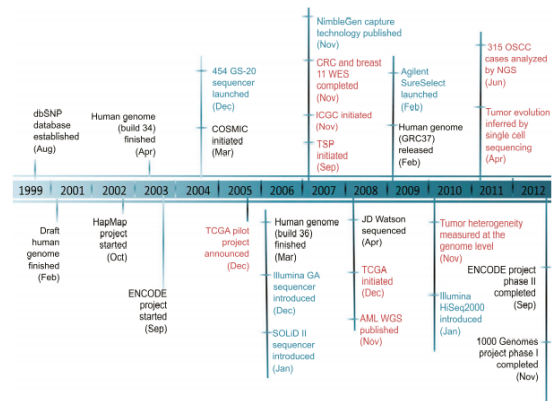 NimbleGen capture
technology published
(Nov)
454 GS-20
sequencer
launched
(Dec)
CRC and breast
11 WES
completed
(Nov)
Agilent
SureSelect
launched
(Feb)
315 OSCC
cases analyzed
by NGS
(Jun)
dbSNP
database
established
(Aug)
Human genome
(build 34)
finished
(Apr)
COSMIC
initiated
(Mar)
ICGC initiated
(Nov)
TSP
initiated
(Sep)
Human genome
(GRC37)
released
(Feb)
Tumor evolution
inferred by
single cell
sequencing
(Apr)
1999 2001 2002 2003 2004 2005 2006 2007 2008 2009 2010 2011 2012
Draft
human
genome
finished
(Feb)
HapMap
project
started
(Oct)
ENCODE
project
started
(Sep)
TCGA pilot
project
announced
(Dec)
Human genome
(build 36)
finished
(Mar)
Illumina GA
sequencer
introduced
(Dec)
SOLiD II
sequencer
introduced
(Jan)
JD Watson
sequenced
(Apr)
TCGA
initiated
(Dec)
AML WGS
published
(Nov)
Tumor heterogeneity
measured at the
genome level
(Nov)
Illumina
HiSeq2000
introduced
(Jan)
ENCODE project
phase II
completed
(Sep)
1000 Genomes
project phase I
completed
(Nov)